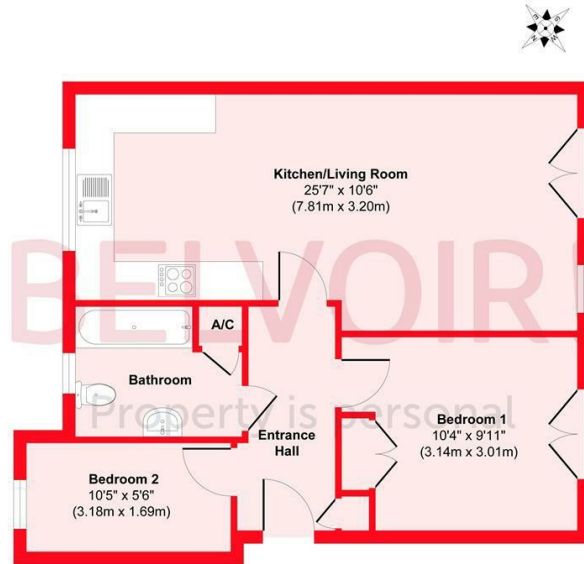 Kitchen/Living Room
25'7" x 10'6"
(7.81m x 3.20m)
BELVOIR
A/C
Bathroom
Property is personal
Bedroom 1
10'4" x 9'11"
(3.14m x 3.01m)
Entrance
Hall
Bedroom 2
10'5" x 5'6"
(3.18m x 1.69m)